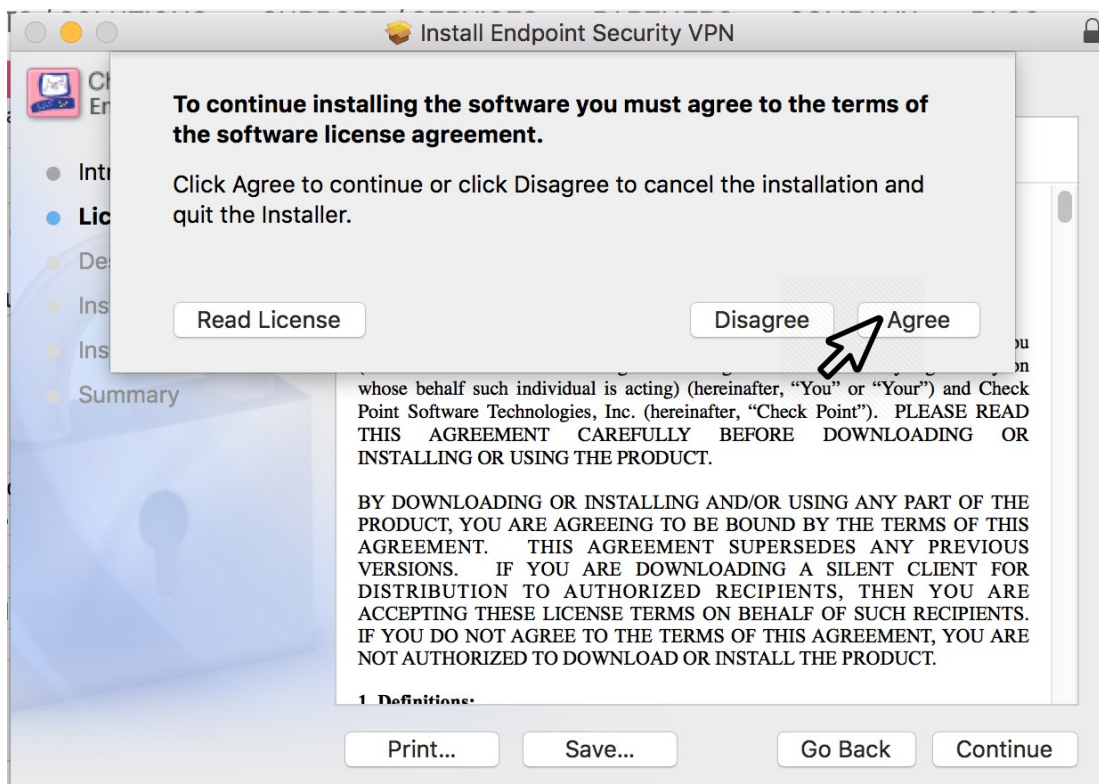 Install Endpoint Security VPN
To continue installing the software you must agree to the terms of
the software license agreement.
Click Agree to continue or click Disagree to cancel the installation and
quit the Installer.
Read License
Disagree
Agree
Summary
whose behalf such individual is acting) (hereinafter, “You” or “Your”) and Check
Point Software Technologies, Inc. (hereinafter, “Check Point”). PLEASE READ
THIS AGREEMENT CAREFULLY BEFORE DOWNLOADING OR
INSTALLING OR USING THE PRODUCT.
BY DOWNLOADING OR INSTALLING AND/OR USING ANY PART OF THE
PRODUCT, YOU ARE AGREEING TO BE BOUND BY THE TERMS OF THIS
AGREEMENT. THIS AGREEMENT SUPERSEDES ANY PREVIOUS
VERSIONS. IF YOU ARE DOWNLOADING A SILENT CLIENT FOR
DISTRIBUTION TO AUTHORIZED RECIPIENTS, THEN YOU ARE
ACCEPTING THESE LICENSE TERMS ON BEHALF OF SUCH RECIPIENTS.
IF YOU DO NOT AGREE TO THE TERMS OF THIS AGREEMENT, YOU ARE
NOT AUTHORIZED TO DOWNLOAD OR INSTALL THE PRODUCT.
1. Definitions:
Print...
Save...
Go Back
Continue